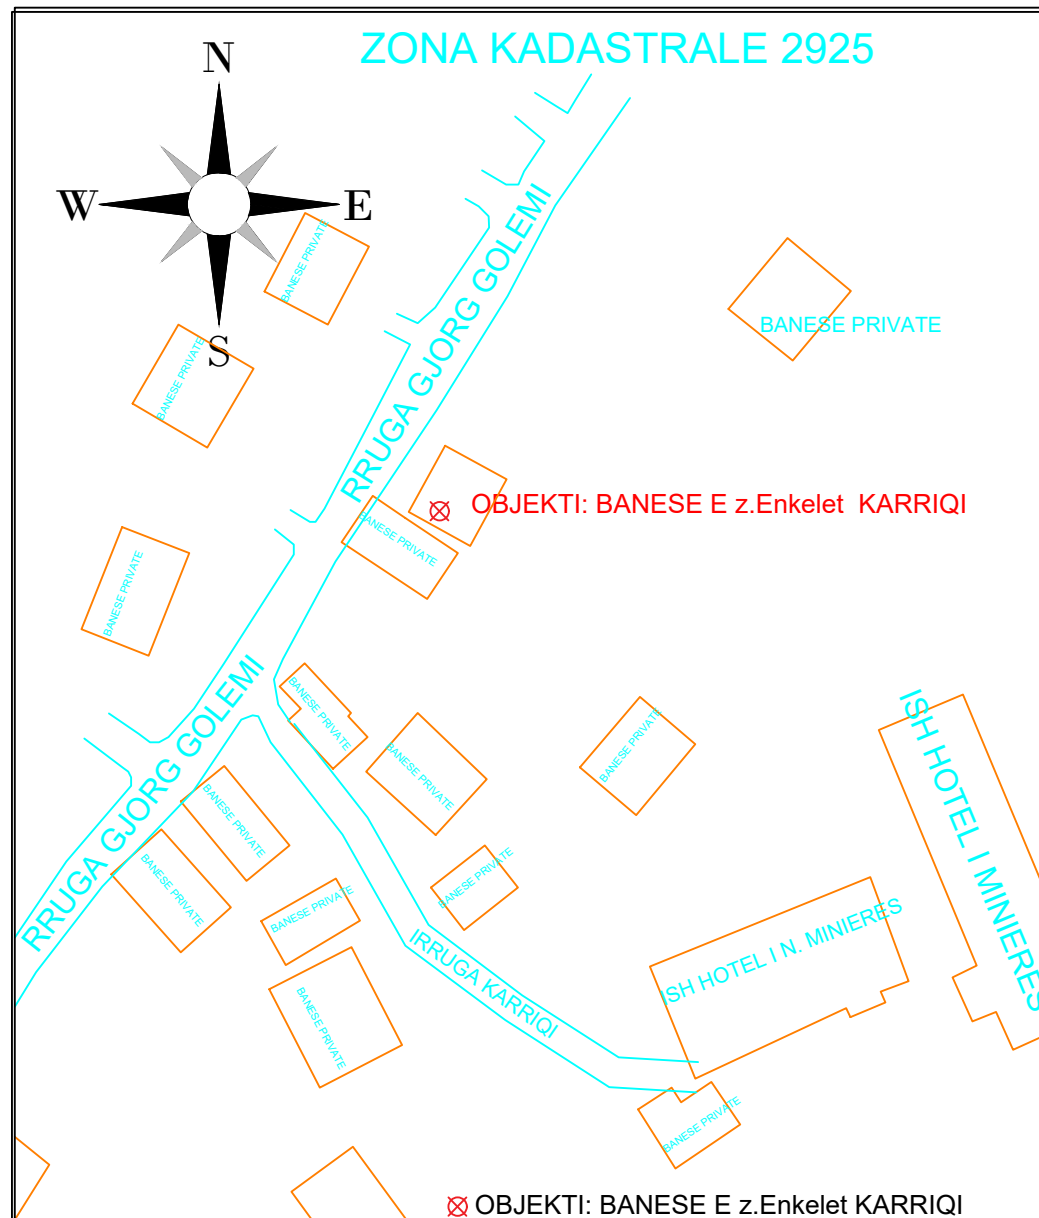 ZONA KADASTRALE 2925
N
W
E
S
BANESE PRIVATE
BANESE PRIVATE
BANESE PRIVATE
RRUGA GJORG GOLEMI
OBJEKTI: BANESE E z.Enkelet KARRIQI
BANESE PRIVATE
BANESE PRIVATE
RRUGA GJORG GOLEMI
BANESE PRIVATE
BANESE PRIVATE
BANESE PRIVATE
ISH HOTEL I MINIERES
BANESE PRIVATE
BANESE PRIVATE
BANESE PRIVATE
BANESE PRIVATE
ISH HOTEL I N. MINIERES
IRRUGA KARRIQI
BANESE PRIVATE
BANESE PRIVATE
OBJEKTI: BANESE E z.Enkelet KARRIQI